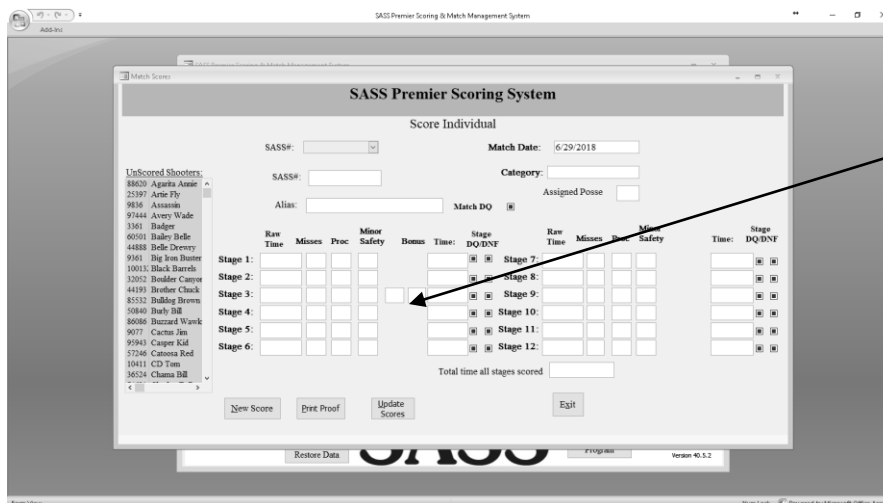 SASS Premier Scoring & Match Management System
Add-Ins
Match Scores
SASS Premier Scoring System
Score Individual
SASS#:
Match Date: 6/29/2018
UnScored Shooters:
SASS#:
Category:
Assigned Posse
Alias:
Match DQ
88620 Agarita Annie
25397 Artie Fly
9836 Assassin
97444 Avery Wade
3361 Badger
60501 Bailey Belle
44888 Belle Drewry
9361 Big Iron Buster
10013: Black Barrels
32052 Boulder Canyon
44193 Brother Chuck
85532 Bulldog Brown
50840 Burly Bill
86086 Buzzard Wawk
9077 Cactus Jim
95943 Casper Kid
57246 Catoosa Red
10411 CD Tom
36524 Chama Bill
Raw Time Misses Proc Minor Safety Bonus Time: Stage DQ/DNF
Raw Time Misses Proc Minor Safety Time: Stage DQ/DNF
Stage 1: Stage 7:
Stage 2: Stage 8:
Stage 3: Stage 9:
Stage 4: Stage 10:
Stage 5: Stage 11:
Stage 6: Stage 12:
Total time all stages scored
New Score
Print Proof
Update Scores
Exit
Restore Data
SASS
Program
Version 40.5.2